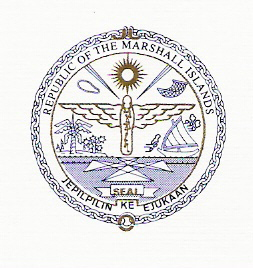 REPUBLIC OF THE MARSHALL ISLANDS
SEAL
JEPILPILIN KE EJUKAAN